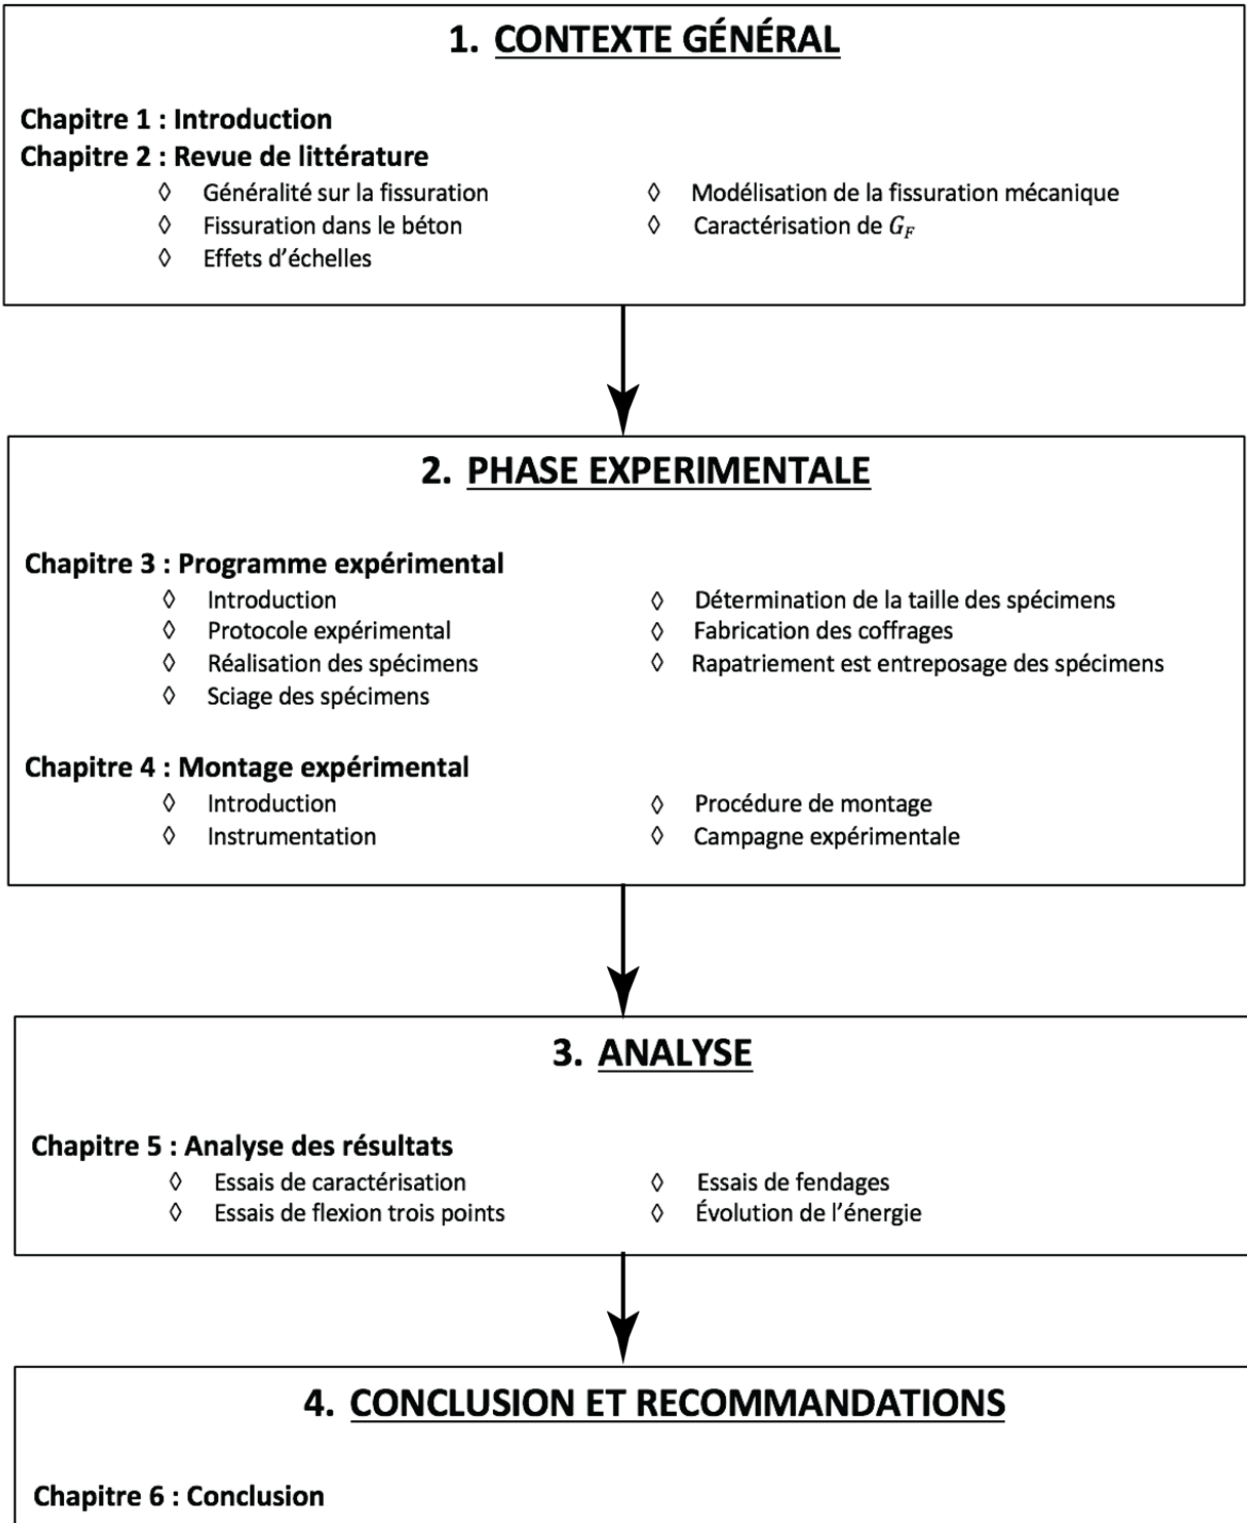 1. CONTEXTE GÉNÉRAL
Chapitre 1 : Introduction
Chapitre 2 : Revue de littérature
◊ Généralité sur la fissuration
◊ Fissuration dans le béton
◊ Effets d'échelles
◊ Modélisation de la fissuration mécanique
◊ Caractérisation de G_F
2. PHASE EXPERIMENTALE
Chapitre 3 : Programme expérimental
◊ Introduction
◊ Protocole expérimental
◊ Réalisation des spécimens
◊ Sciage des spécimens
◊ Détermination de la taille des spécimens
◊ Fabrication des coffrages
◊ Rapatriement est entreposage des spécimens
Chapitre 4 : Montage expérimental
◊ Introduction
◊ Instrumentation
◊ Procédure de montage
◊ Campagne expérimentale
3. ANALYSE
Chapitre 5 : Analyse des résultats
◊ Essais de caractérisation
◊ Essais de flexion trois points
◊ Essais de fendages
◊ Évolution de l'énergie
4. CONCLUSION ET RECOMMANDATIONS
Chapitre 6 : Conclusion